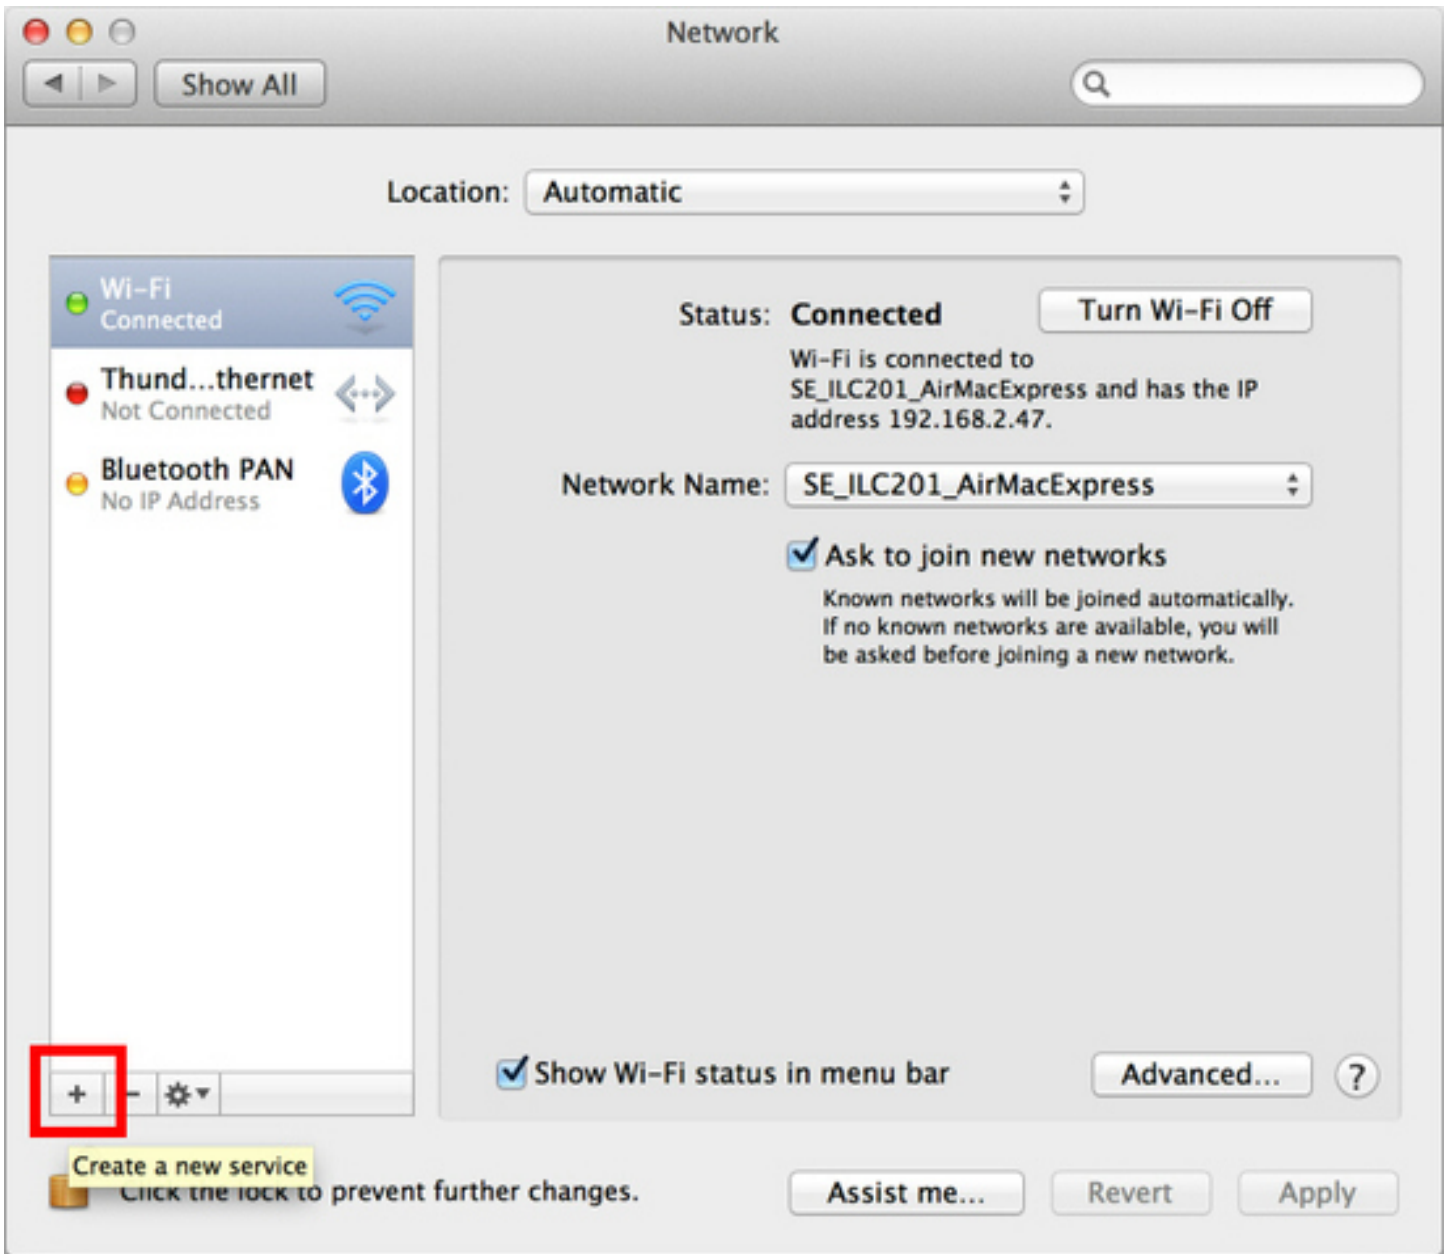 Network
Show All
Location: Automatic
Wi-Fi
Connected
Thund...thernet
Not Connected
Bluetooth PAN
No IP Address
Status: Connected
Turn Wi-Fi Off
Wi-Fi is connected to
SE_ILC201_AirMacExpress and has the IP
address 192.168.2.47.
Network Name: SE_ILC201_AirMacExpress
Ask to join new networks
Known networks will be joined automatically.
If no known networks are available, you will
be asked before joining a new network.
Show Wi-Fi status in menu bar
Advanced...
?
+ −
Create a new service
Click the lock to prevent further changes.
Assist me...
Revert
Apply